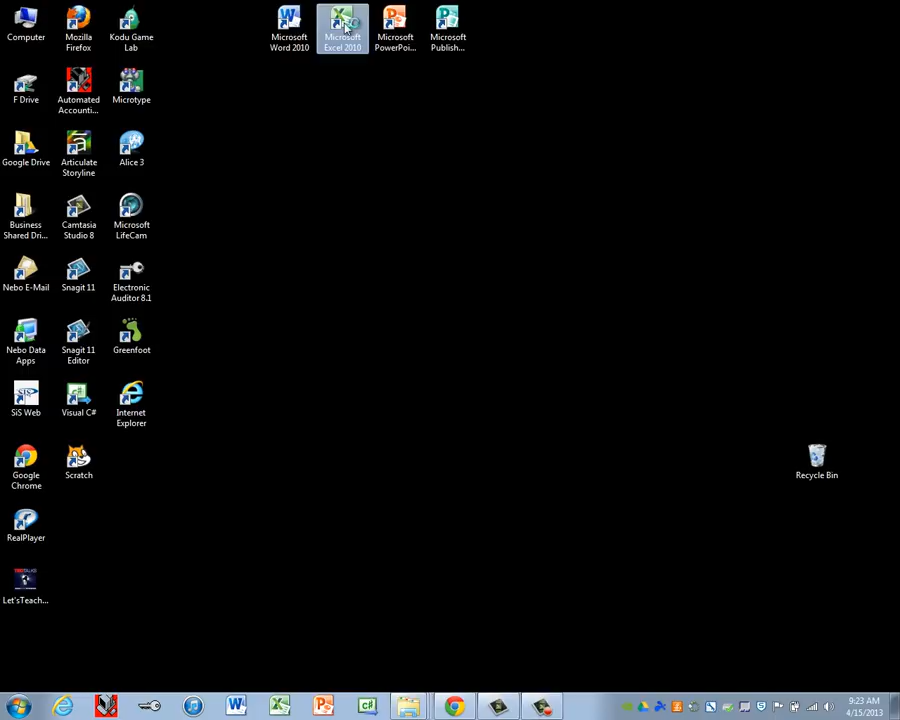 Computer
Mozilla
Firefox
Kodu Game
Lab
Microsoft
Word 2010
Microsoft
Excel 2010
Microsoft
PowerPoi...
Microsoft
Publish...
F Drive
Automated
Accounti...
Microtype
Google Drive
Articulate
Storyline
Alice 3
Business
Shared Dri...
Camtasia
Studio 8
Microsoft
LifeCam
Nebo E-Mail
Snagit 11
Electronic
Auditor 8.1
Nebo Data
Apps
Snagit 11
Editor
Greenfoot
SiS Web
Visual C#
Internet
Explorer
Google
Chrome
Scratch
Recycle Bin
RealPlayer
Let'sTeach...
9:23 AM
4/15/2013